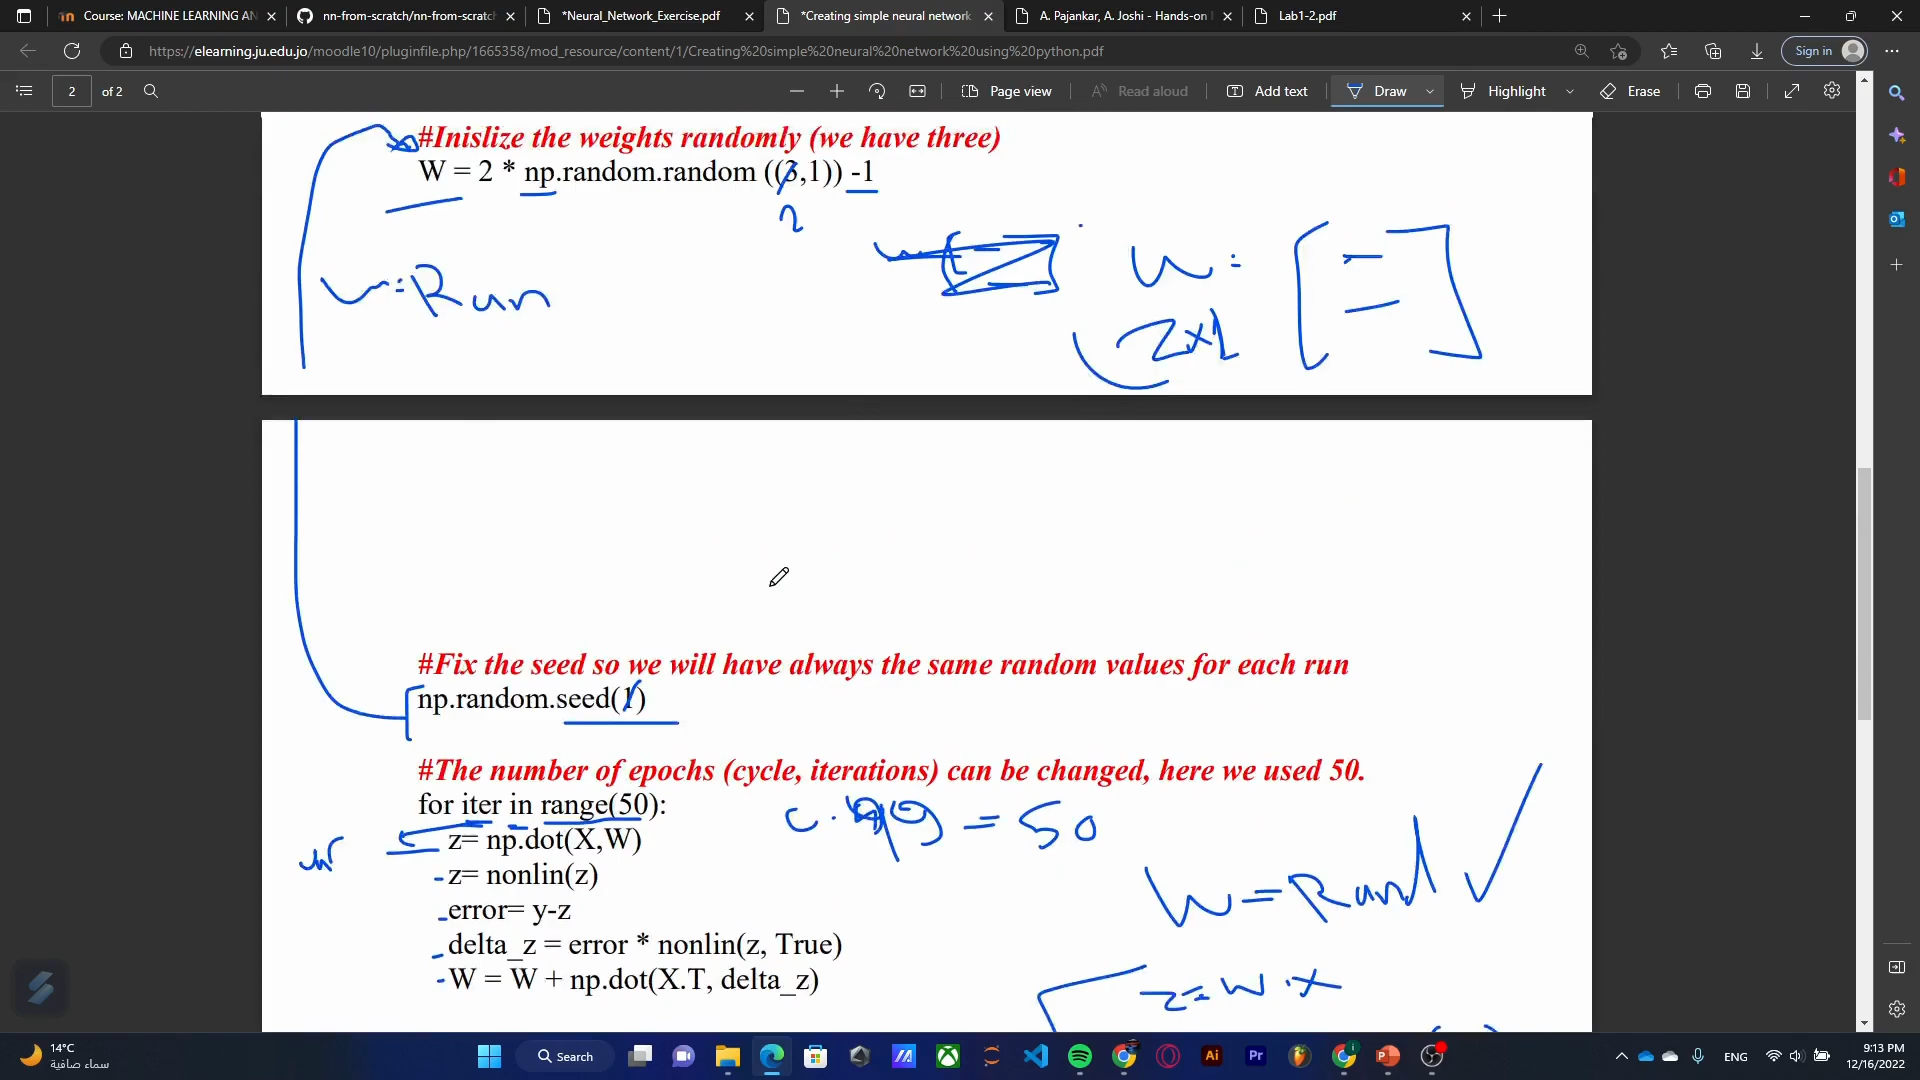 Course: MACHINE LEARNING AN
nn-from-scratch/nn-from-scratch
*Neural_Network_Exercise.pdf
*Creating simple neural network
A. Pajankar, A. Joshi - Hands-on
Lab1-2.pdf
https://elearning.ju.edu.jo/moodle10/pluginfile.php/1665358/mod_resource/content/1/Creating%20simple%20neural%20network%20using%20python.pdf
Sign in
2 of 2
Page view
Read aloud
Add text
Draw
Highlight
Erase
#Inislize the weights randomly (we have three)
W = 2 * np.random.random ((3,1)) -1
2
W =
2x1
W = Ran
#Fix the seed so we will have always the same random values for each run
np.random.seed(1)
#The number of epochs (cycle, iterations) can be changed, here we used 50.
for iter in range(50):
= 50
z= np.dot(X,W)
W
z= nonlin(z)
W = Rand
error= y-z
delta_z = error * nonlin(z, True)
W = W + np.dot(X.T, delta_z)
z = W . X
14°C
سماء صافية
Search
ENG
9:13 PM
12/16/2022